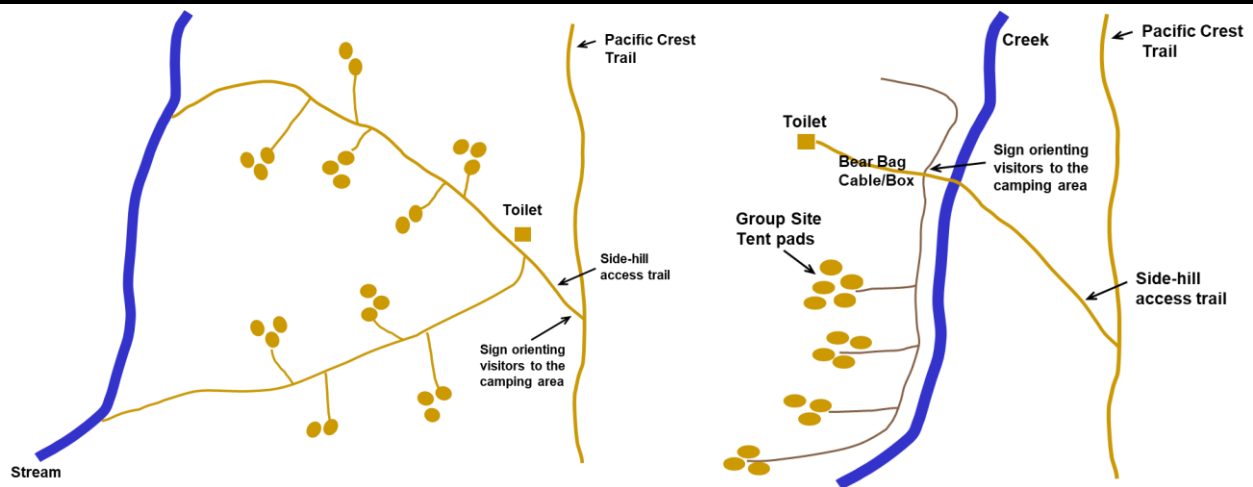 Pacific Crest
Trail
Toilet
Side-hill
access trail
Sign orienting
visitors to the
camping area
Stream
Creek
Pacific Crest
Trail
Toilet
Bear Bag
Cable/Box
Sign orienting
visitors to the
camping area
Group Site
Tent pads
Side-hill
access trail